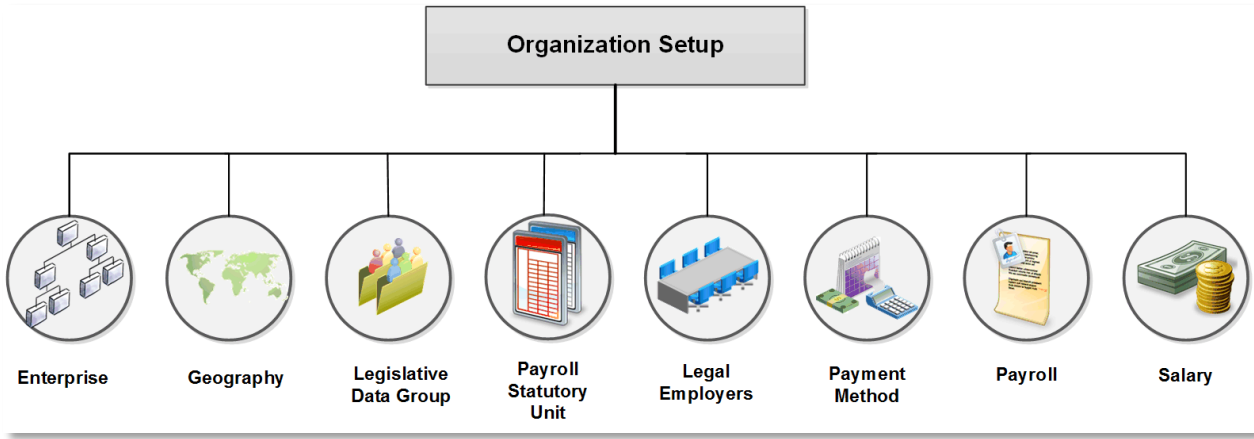 Organization Setup
Enterprise
Geography
Legislative
Data Group
Payroll
Statutory
Unit
Legal
Employers
Payment
Method
Payroll
Salary